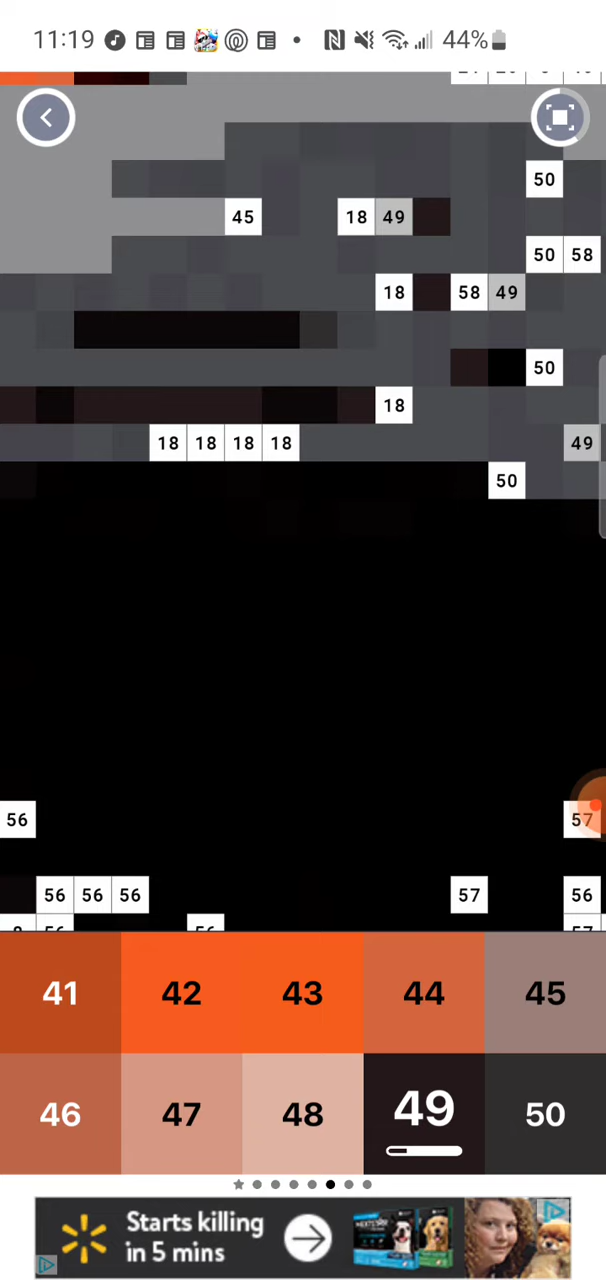 11:19 44%
50
45 18 49
50 58
18 58 49
50
18
18 18 18 18 49
50
56 57
56 56 56 57 56
41 42 43 44 45
46 47 48 49 50
Starts killing
in 5 mins